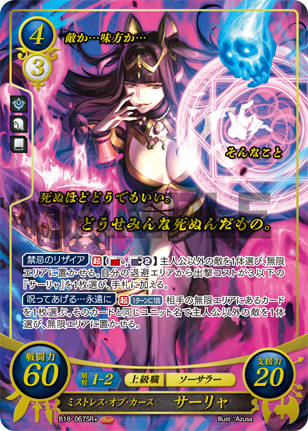 4
3
敵か…味方か…
そんなこと
死ぬほどどうでもいい。
どうせみんな死ぬんだもの。
禁忌のリザイア 起 主人公以外の敵を1体選び、無限
エリアに置かせる。自分の退避エリアから出撃コストが3以下の
『サーリャ』を1枚選び、手札に加える。
呪ってあげる…永遠に 起 1ターンに1回 相手の無限エリアにあるカード
を1枚選ぶ。そのカードと同じユニット名で主人公以外の敵を1体選
び、無限エリアに置かせる。
戦闘力
60
射程 1-2
上級職
ソーサラー
支援力
20
ミストレス・オブ・カース サーリャ
B18-067SR+
Illust : Azusa